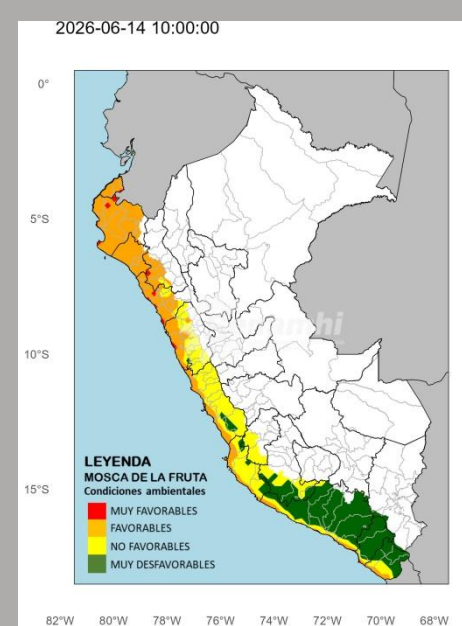 2026-06-14 10:00:00
0°
5°S
10°S
15°S
LEYENDA
MOSCA DE LA FRUTA
Condiciones ambientales
MUY FAVORABLES
FAVORABLES
NO FAVORABLES
MUY DESFAVORABLES
82°W 80°W 78°W 76°W 74°W 72°W 70°W 68°W